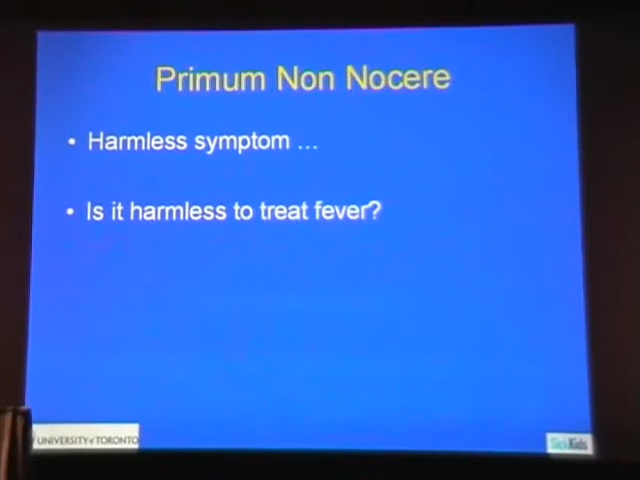 Primum Non Nocere
• Harmless symptom ...
• Is it harmless to treat fever?
UNIVERSITY of TORONTO
SickKids